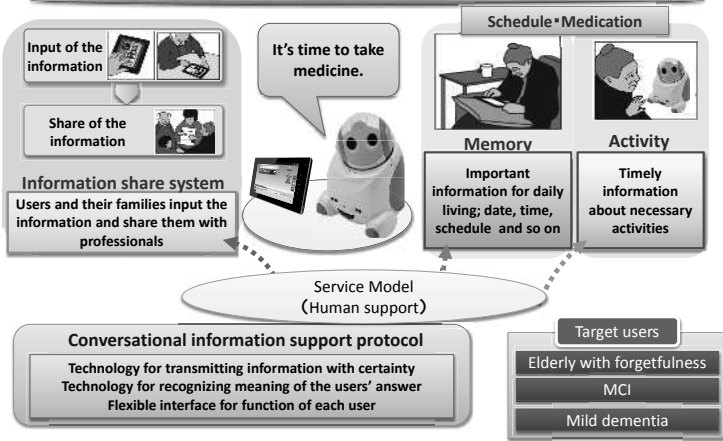 Schedule・Medication
Input of the
information
Share of the
information
Information share system
Users and their families input the
information and share them with
professionals
It's time to take
medicine.
Memory
Important
information for daily
living; date, time,
schedule and so on
Activity
Timely
information
about necessary
activities
Service Model
(Human support)
Conversational information support protocol
Technology for transmitting information with certainty
Technology for recognizing meaning of the users' answer
Flexible interface for function of each user
Target users
Elderly with forgetfulness
MCI
Mild dementia